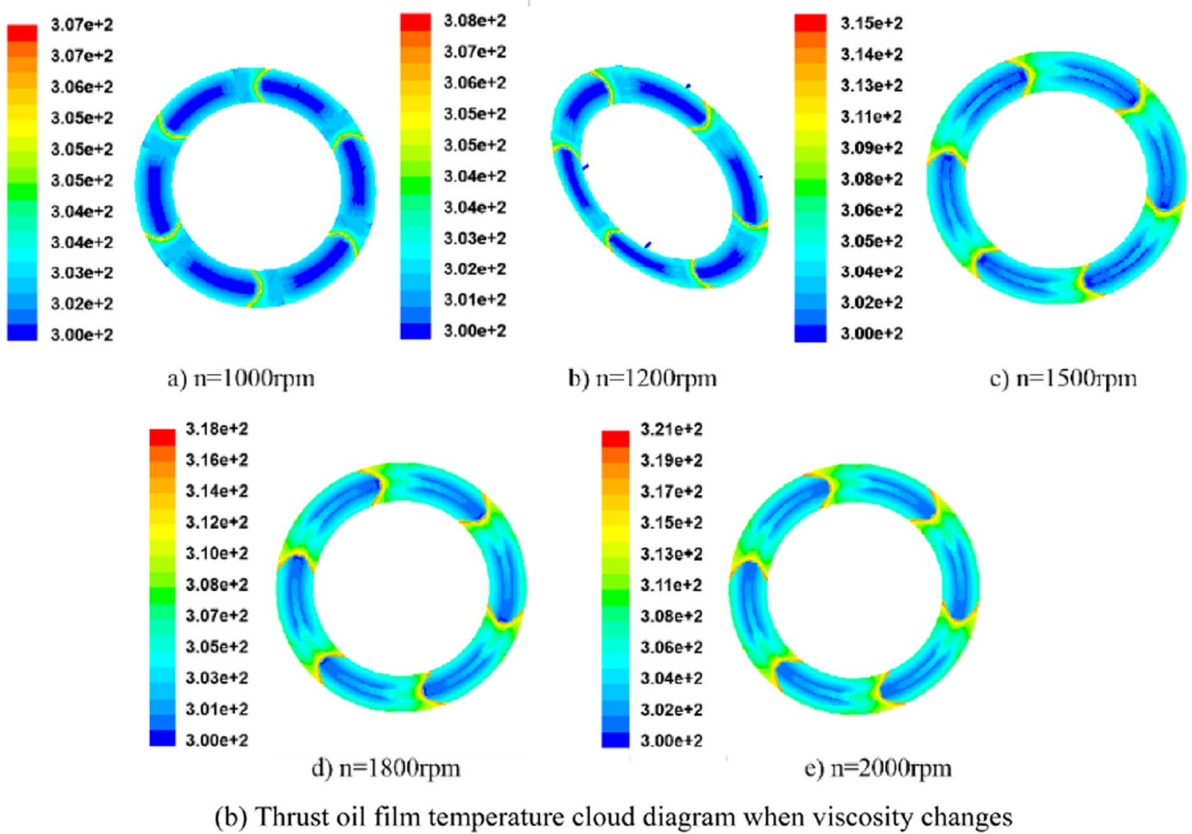 3.07e+2
3.07e+2
3.06e+2
3.05e+2
3.05e+2
3.05e+2
3.04e+2
3.04e+2
3.03e+2
3.02e+2
3.00e+2
a) n=1000rpm
3.08e+2
3.07e+2
3.06e+2
3.05e+2
3.05e+2
3.04e+2
3.04e+2
3.03e+2
3.02e+2
3.01e+2
3.00e+2
b) n=1200rpm
3.15e+2
3.14e+2
3.13e+2
3.11e+2
3.09e+2
3.08e+2
3.06e+2
3.05e+2
3.04e+2
3.02e+2
3.00e+2
c) n=1500rpm
3.18e+2
3.16e+2
3.14e+2
3.12e+2
3.10e+2
3.08e+2
3.07e+2
3.05e+2
3.03e+2
3.01e+2
3.00e+2
d) n=1800rpm
3.21e+2
3.19e+2
3.17e+2
3.15e+2
3.13e+2
3.11e+2
3.08e+2
3.06e+2
3.04e+2
3.02e+2
3.00e+2
e) n=2000rpm
(b) Thrust oil film temperature cloud diagram when viscosity changes